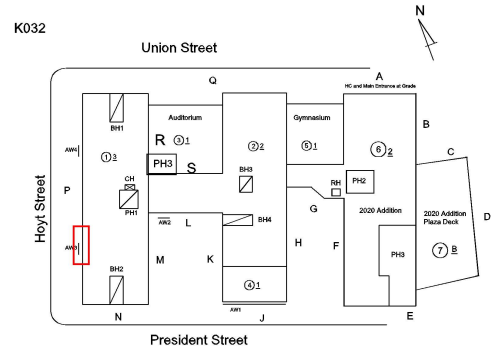 K032
N
Union Street
Q
A
HC and Main Entrance at Grade
Auditorium
Gymnasium
BH1
R
③ 1
② 2
⑤ 1
⑥ 2
B
AW4
① 3
PH3
S
C
CH
BH3
RH
PH2
D
P
PH1
G
2020 Addition
2020 Addition
Plaza Deck
AW2
L
BH4
Hoyt Street
AW3
M
K
H
F
PH3
⑦ B
BH2
④ 1
AW1
N
J
E
President Street